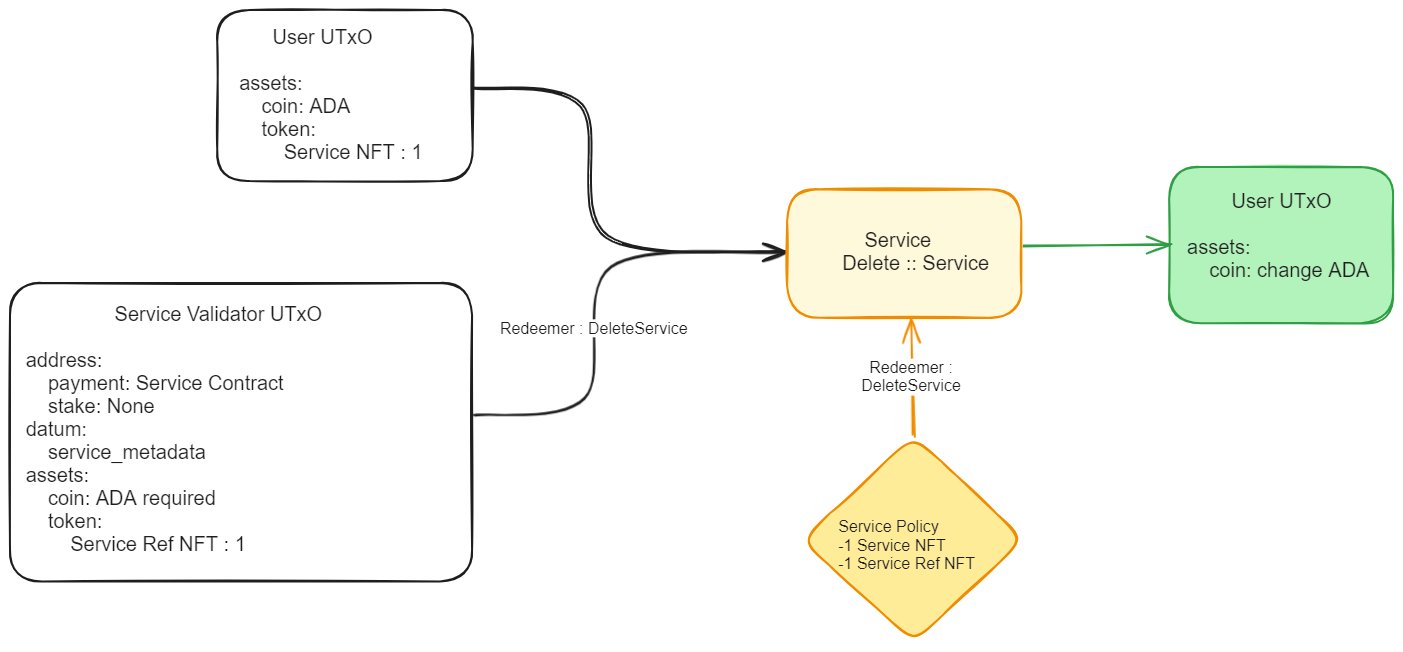 User UTxO
assets:
coin: ADA
token:
Service NFT : 1
Service Validator UTxO
address:
payment: Service Contract
stake: None
datum:
service_metadata
assets:
coin: ADA required
token:
Service Ref NFT : 1
Redeemer : DeleteService
Service
Delete :: Service
Redeemer :
DeleteService
Service Policy
-1 Service NFT
-1 Service Ref NFT
User UTxO
assets:
coin: change ADA